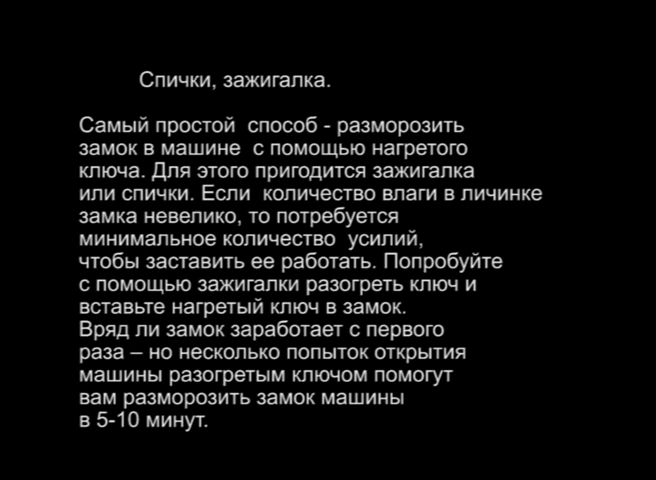 Спички, зажигалка.
Самый простой способ - разморозить
замок в машине с помощью нагретого
ключа. Для этого пригодится зажигалка
или спички. Если количество влаги в личинке
замка невелико, то потребуется
минимальное количество усилий,
чтобы заставить ее работать. Попробуйте
с помощью зажигалки разогреть ключ и
вставьте нагретый ключ в замок.
Вряд ли замок заработает с первого
раза – но несколько попыток открытия
машины разогретым ключом помогут
вам разморозить замок машины
в 5-10 минут.